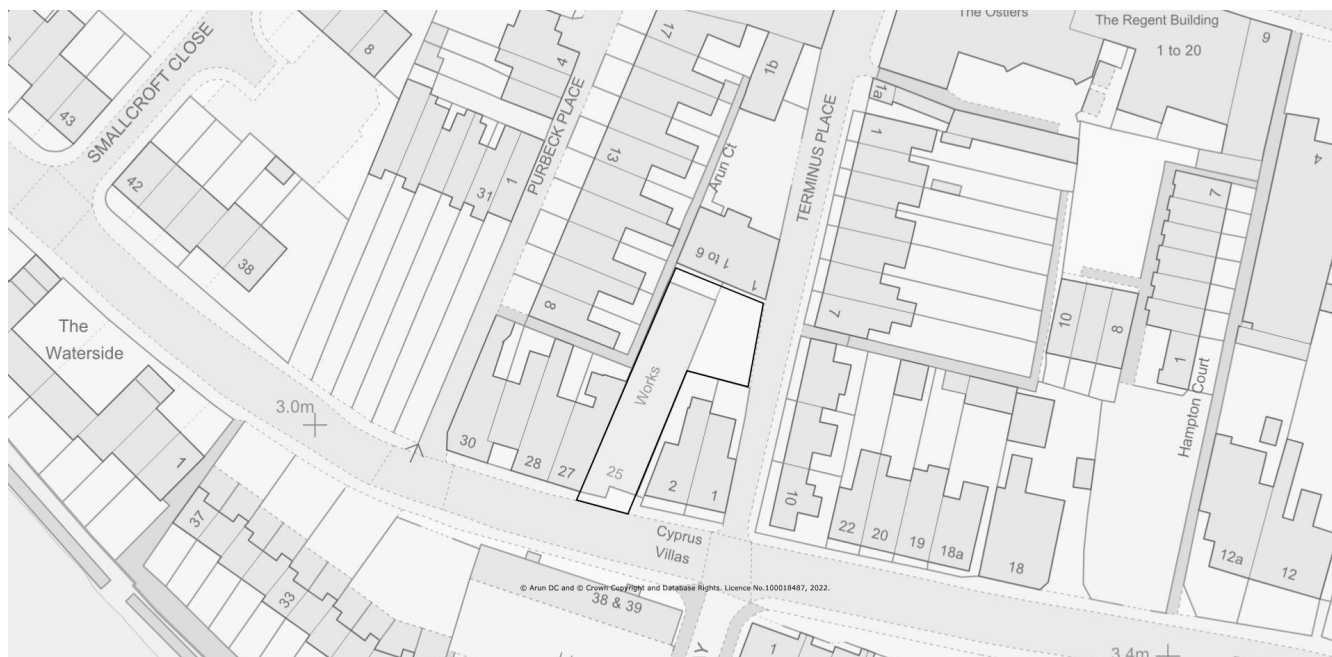 The Ostlers
The Regent Building
1 to 20
9
17
1b
8
4
SMALLCROFT CLOSE
43
PURBECK PLACE
1a
1
TERMINUS PLACE
4
13
Arun Ct
31
1
42
7
38
1 to 6
1
8
10
8
7
1
The
Waterside
Works
Hampton Court
3.0m
30
28
27
25
2
1
10
22
20
19
18a
18
12a
12
1
37
Cyprus
Villas
© Arun DC and © Crown Copyright and Database Rights. Licence No.100018487, 2022.
38 & 39
33
1
3.4m